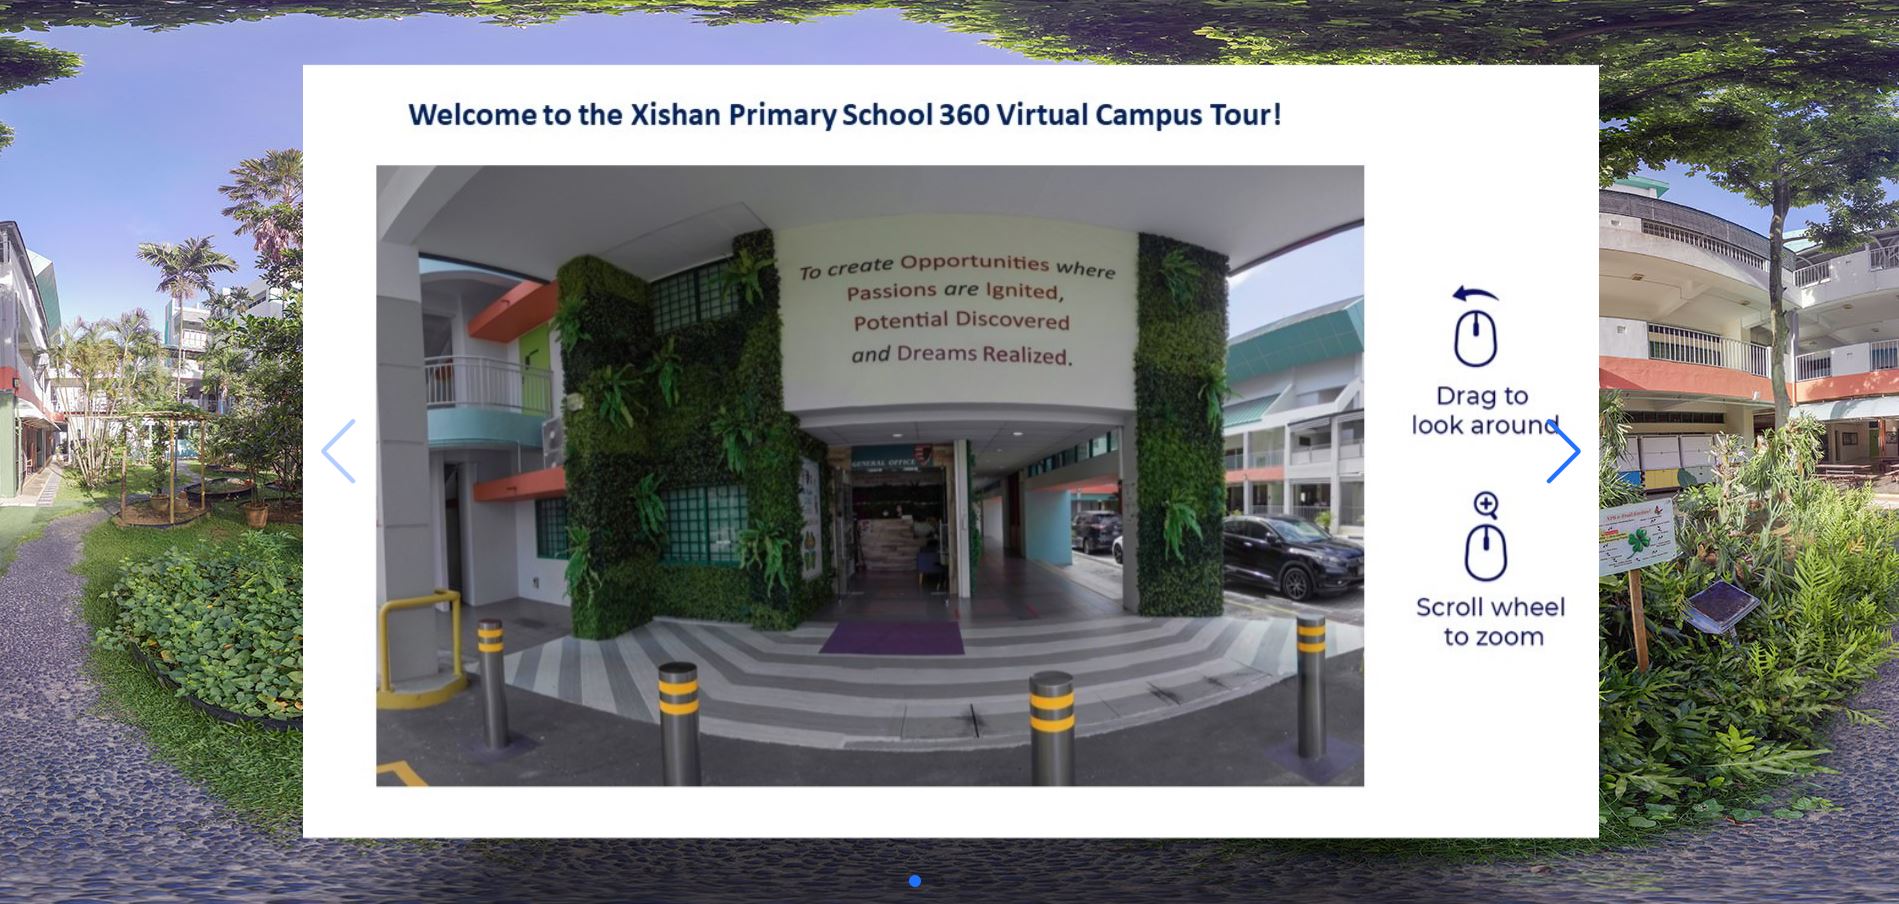 Welcome to the Xishan Primary School 360 Virtual Campus Tour!
To create Opportunities where
Passions are Ignited,
Potential Discovered
and Dreams Realized.
GENERAL OFFICE
Drag to
look around
Scroll wheel
to zoom